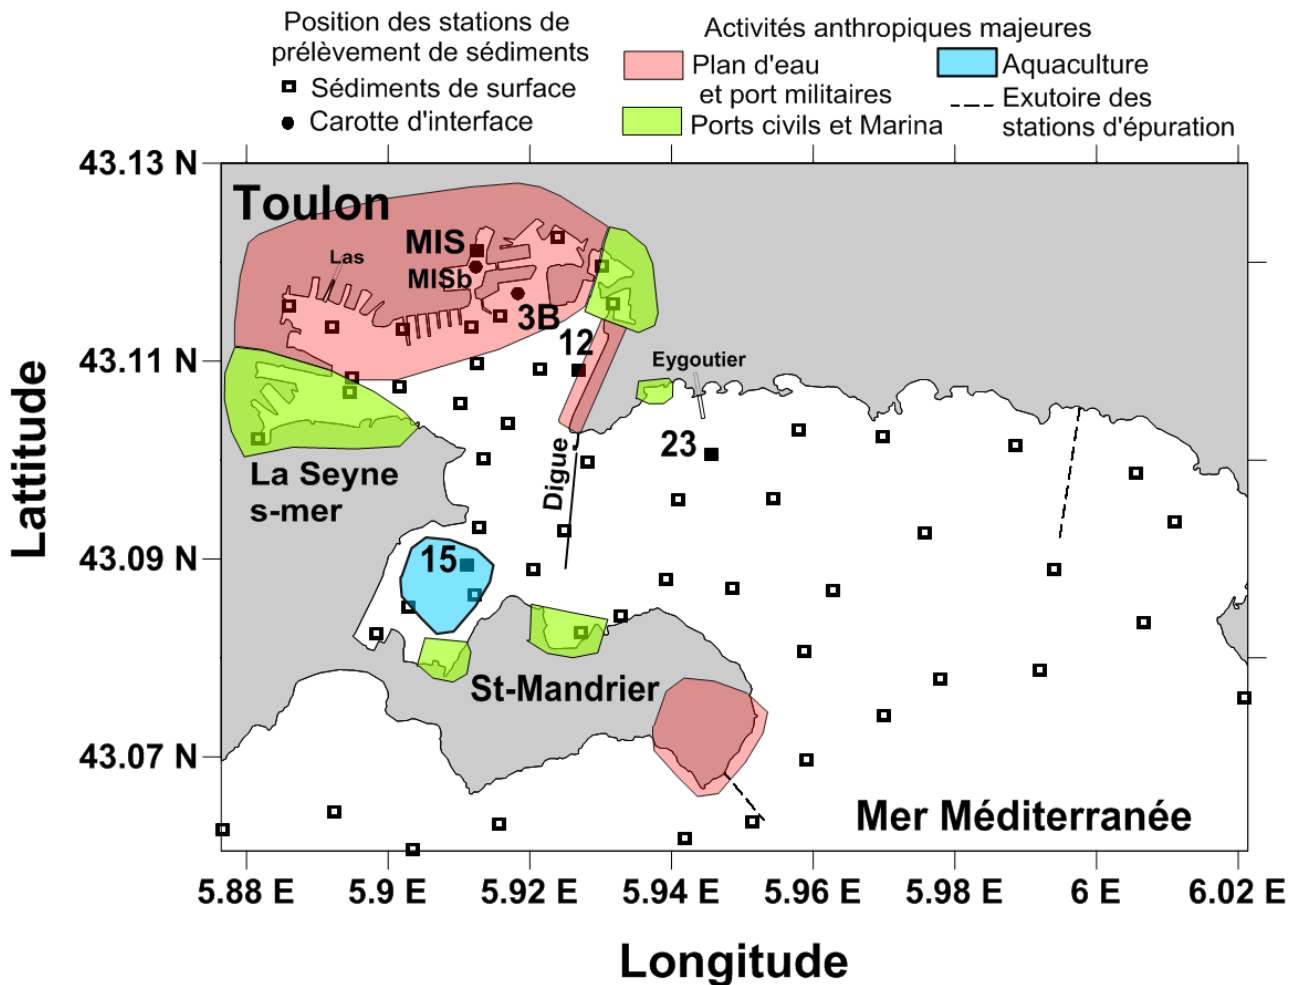 Position des stations de
prélèvement de sédiments
Sédiments de surface
Carotte d'interface
Activités anthropiques majeures
Plan d'eau
et port militaires
Ports civils et Marina
Aquaculture
Exutoire des
stations d'épuration
43.13 N
43.11 N
43.09 N
43.07 N
Lattitude
Toulon
Las
MIS
MISb
3B
12
Eygoutier
23
La Seyne
s-mer
Digue
15
St-Mandrier
Mer Méditerranée
5.88 E
5.9 E
5.92 E
5.94 E
5.96 E
5.98 E
6 E
6.02 E
Longitude